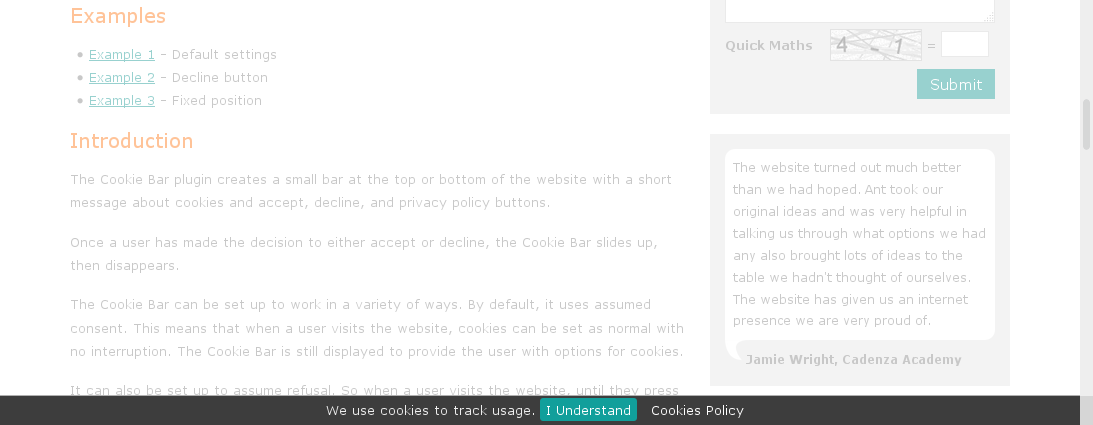 Examples
Example 1 - Default settings
Example 2 - Decline button
Example 3 - Fixed position
Introduction
The Cookie Bar plugin creates a small bar at the top or bottom of the website with a short
message about cookies and accept, decline, and privacy policy buttons.
Once a user has made the decision to either accept or decline, the Cookie Bar slides up,
then disappears.
The Cookie Bar can be set up to work in a variety of ways. By default, it uses assumed
consent. This means that when a user visits the website, cookies can be set as normal with
no interruption. The Cookie Bar is still displayed to provide the user with options for cookies.
It can also be set up to assume refusal. So when a user visits the website, until they press
Quick Maths 4 - 1 =
Submit
The website turned out much better
than we had hoped. Ant took our
original ideas and was very helpful in
talking us through what options we had
any also brought lots of ideas to the
table we hadn't thought of ourselves.
The website has given us an internet
presence we are very proud of.
Jamie Wright, Cadenza Academy
We use cookies to track usage. I Understand Cookies Policy